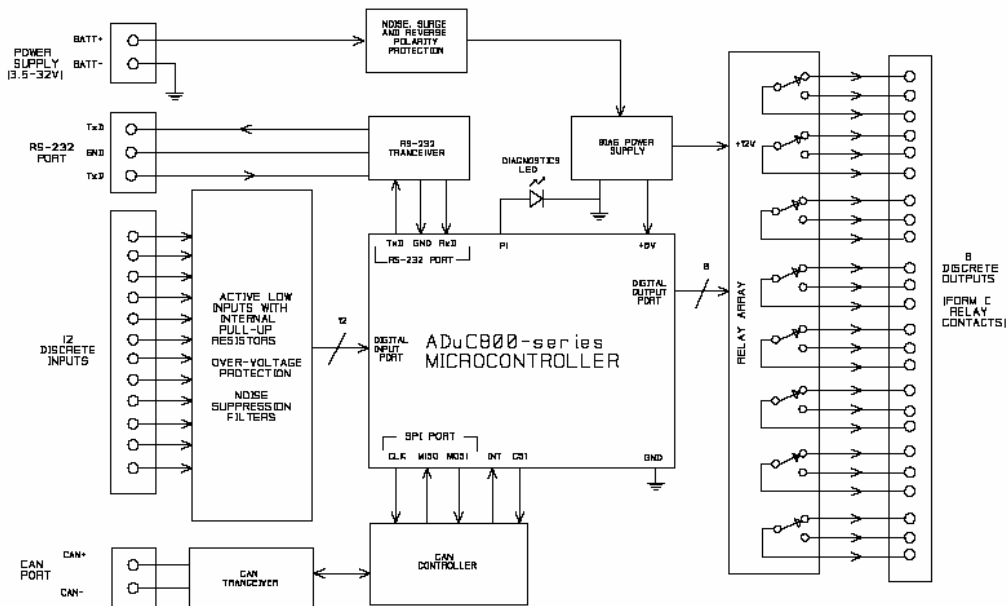 BATT+
POWER
SUPPLY
(3.5-32V)
BATT-
NOISE, SURGE
AND REVERSE
POLARITY
PROTECTION
TxD
RS-232
PORT
GND
TxD
RS-232
TRANCEIVER
BIAS POWER
SUPPLY
DIAGNOSTICS
LED
+12V
TxD GND RxD
RS-232 PORT
P1
+5V
DIGITAL
OUTPUT
PORT
8
RELAY ARRAY
8
DISCRETE
OUTPUTS
(FORM C
RELAY
CONTACTS)
12
DISCRETE
INPUTS
ACTIVE LOW
INPUTS WITH
INTERNAL
PULL-UP
RESISTORS
OVER-VOLTAGE
PROTECTION
NOISE
SUPPRESSION
FILTERS
12
DIGITAL
INPUT
PORT
ADuC800-series
MICROCONTROLLER
SPI PORT
CLK MISO MOSI INT CS1
GND
CAN
PORT
CAN+
CAN-
CAN
TRANCEIVER
CAN
CONTROLLER